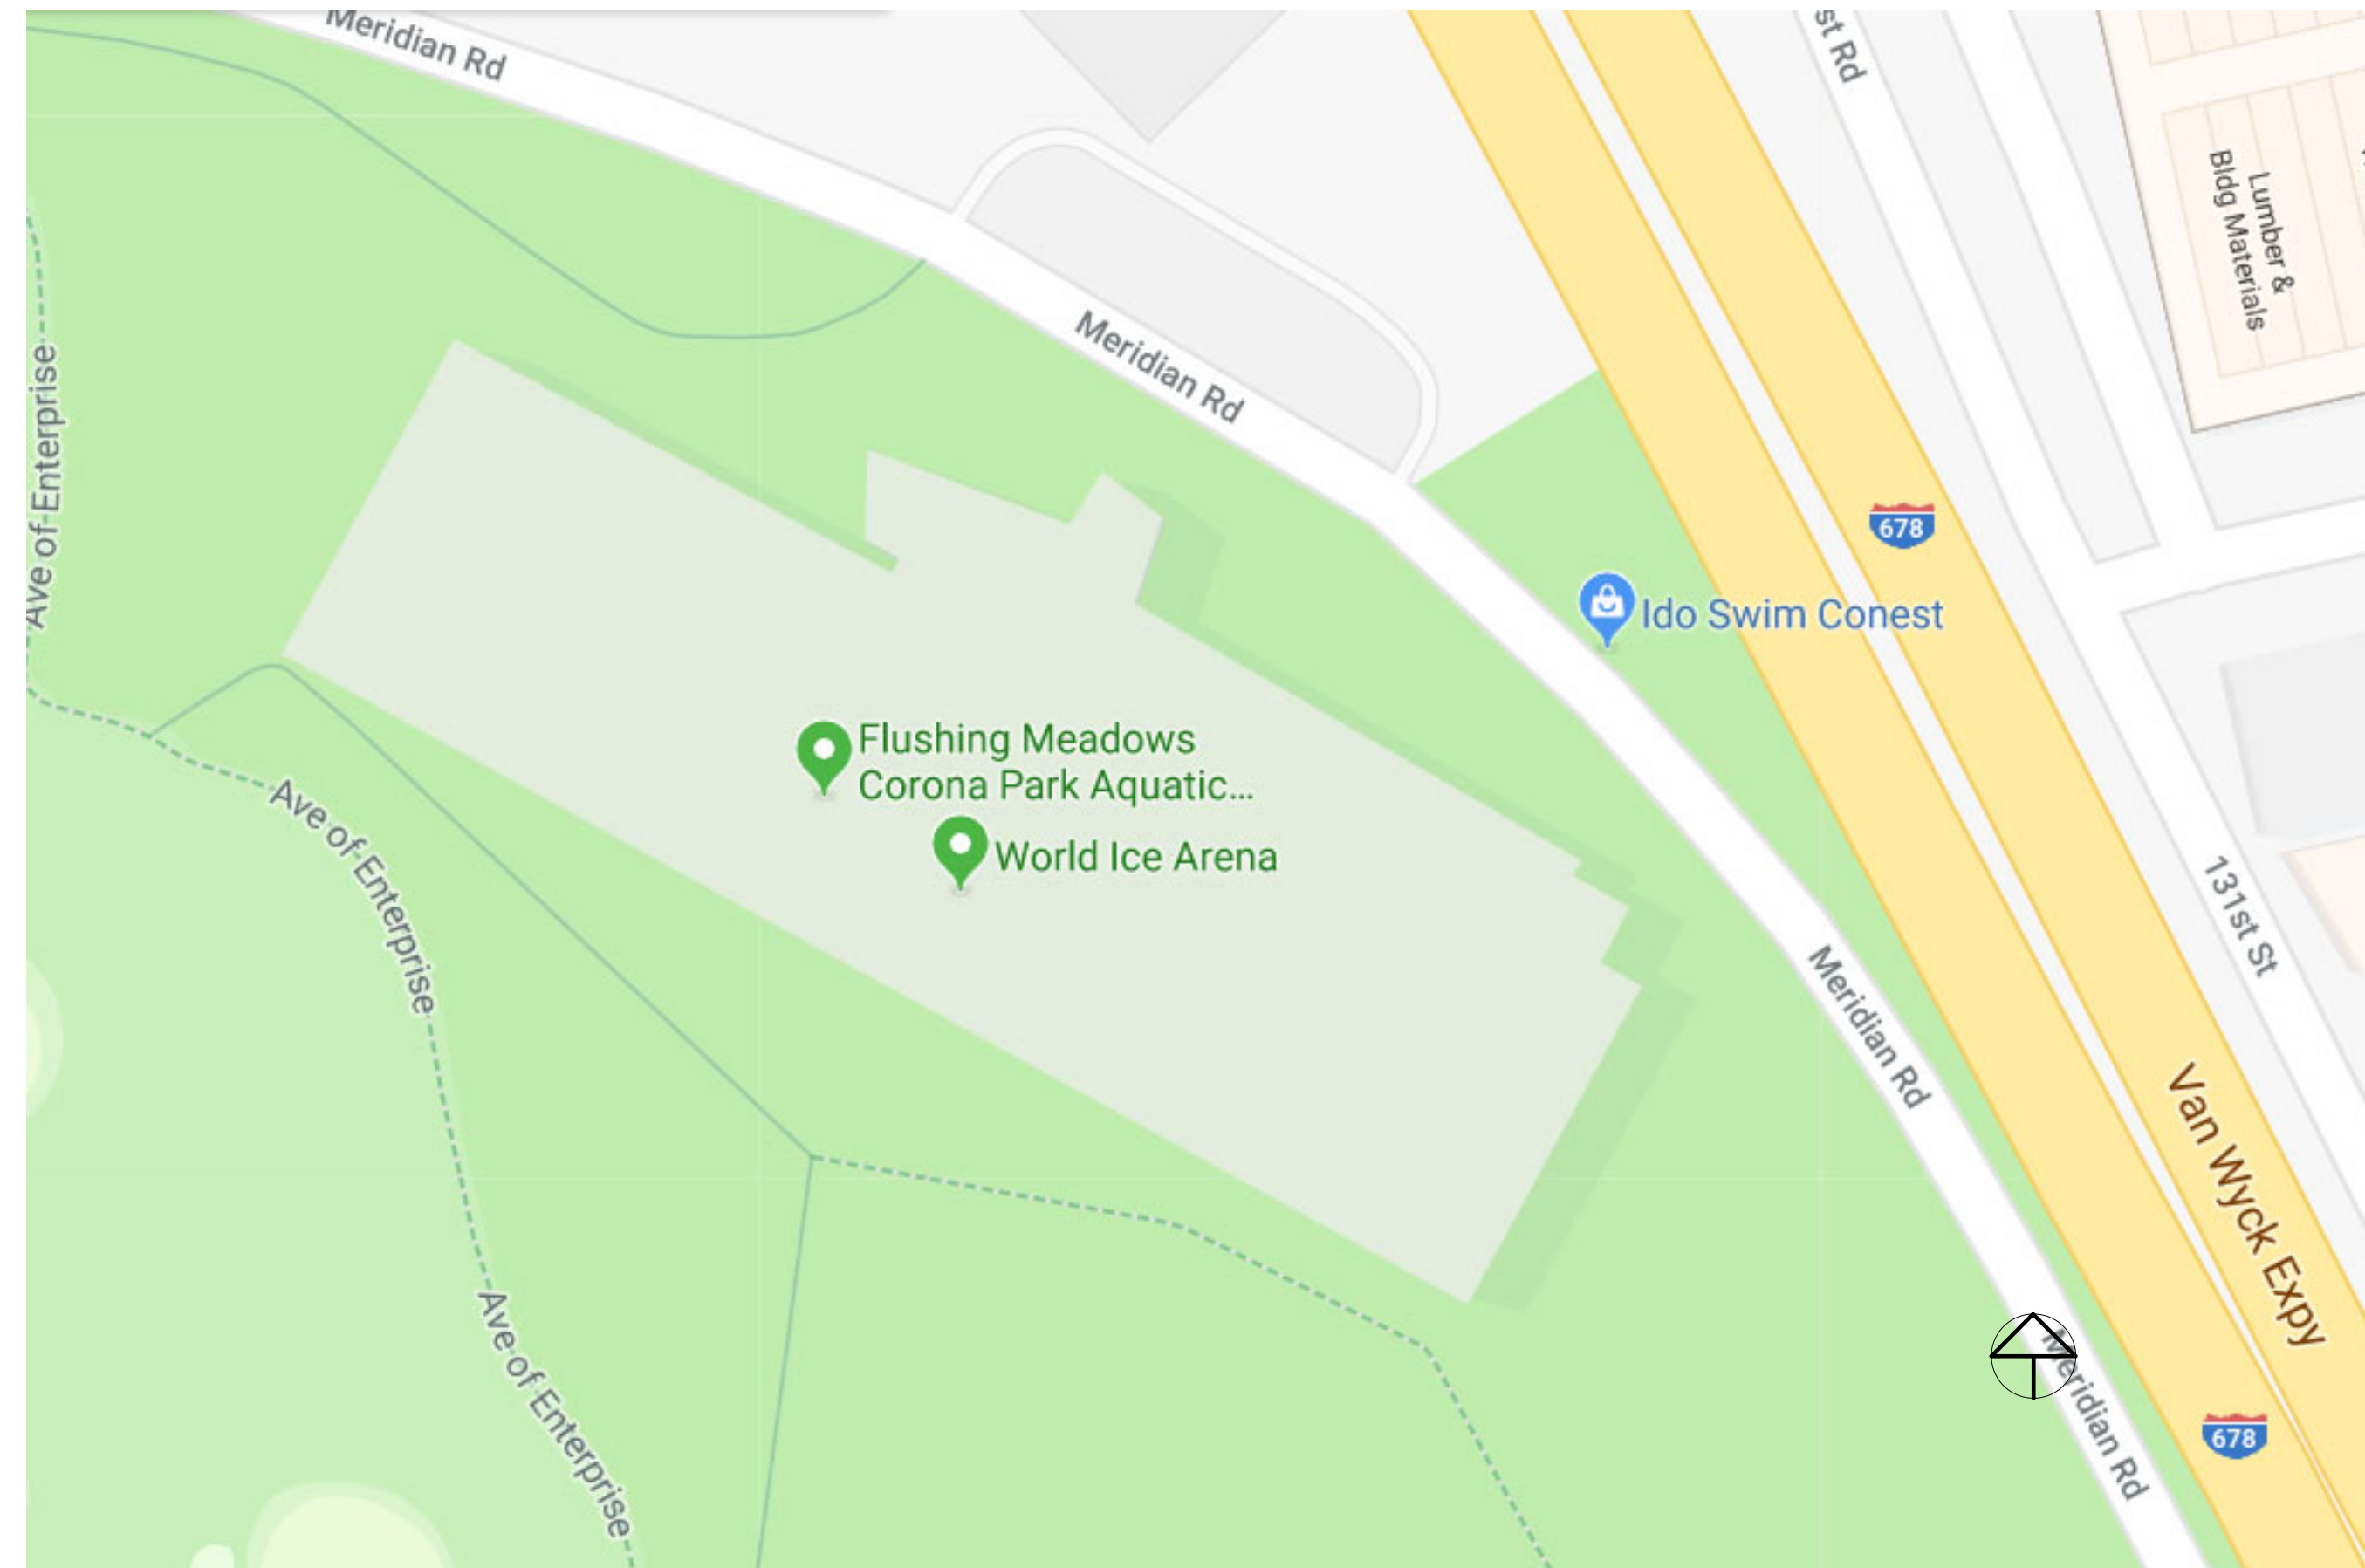 Meridian Rd
st Rd
Lumber &
Bldg Materials
Meridian Rd
Ave of Enterprise
678
Ido Swim Conest
Flushing Meadows
Corona Park Aquatic...
World Ice Arena
Ave of Enterprise
131st St
Meridian Rd
Van Wyck Expy
Ave of Enterprise
Meridian Rd
678